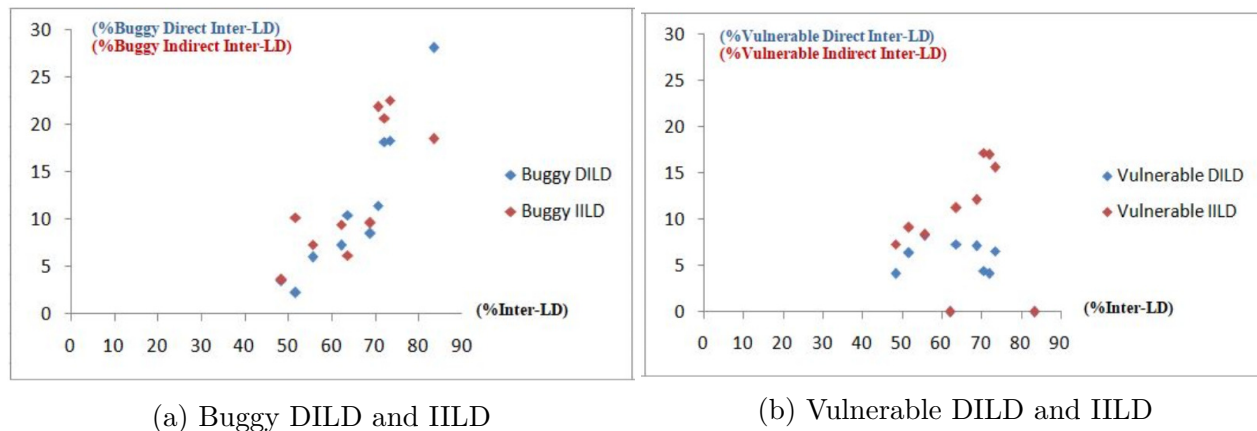 (%Buggy Direct Inter-LD)
(%Buggy Indirect Inter-LD)
30
25
20
15
10
5
0
0 10 20 30 40 50 60 70 80 90
(%Inter-LD)
Buggy DILD
Buggy IILD
(a) Buggy DILD and IILD
(%Vulnerable Direct Inter-LD)
(%Vulnerable Indirect Inter-LD)
30
25
20
15
10
5
0
0 10 20 30 40 50 60 70 80 90
(%Inter-LD)
Vulnerable DILD
Vulnerable IILD
(b) Vulnerable DILD and IILD